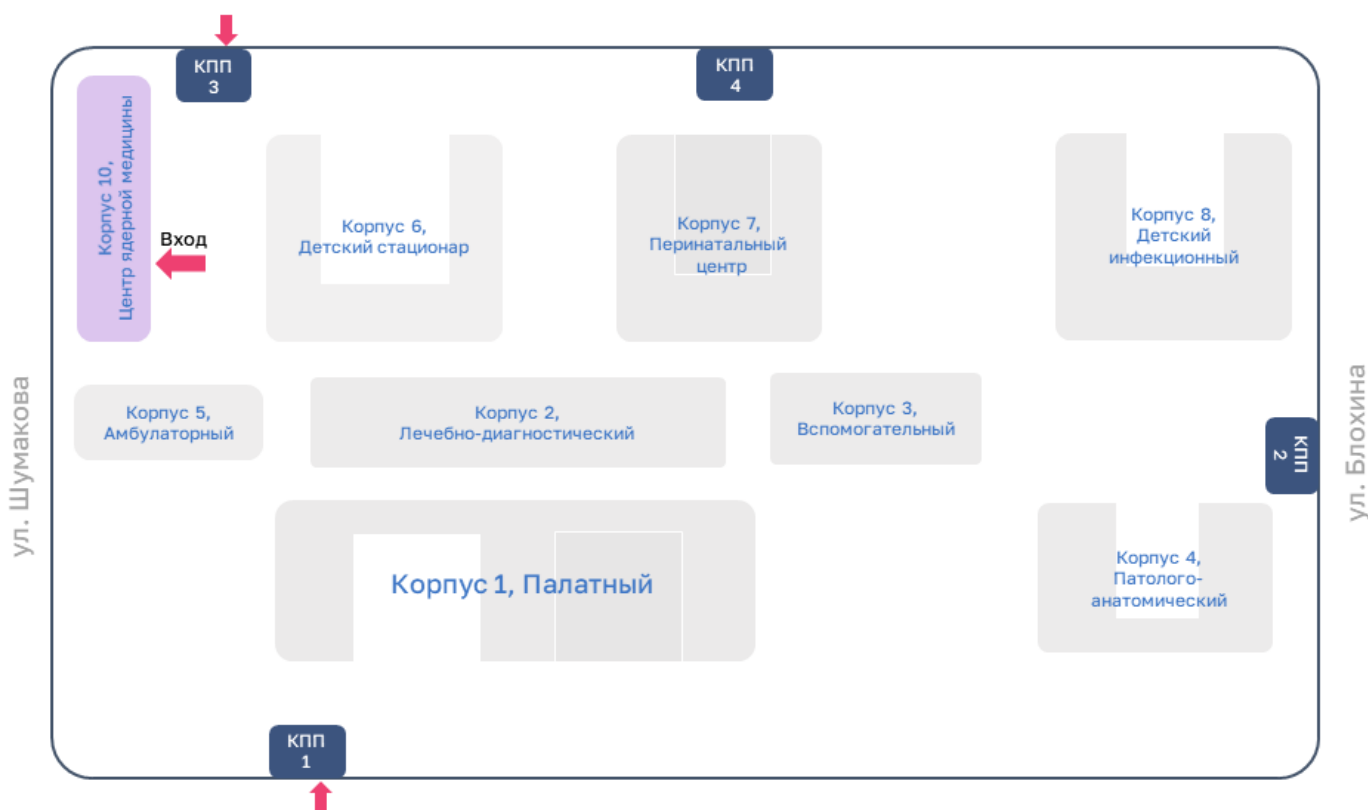 КПП
3
КПП
4
Корпус 10,
Центр ядерной медицины
Вход
Корпус 6,
Детский стационар
Корпус 7,
Перинатальный
центр
Корпус 8,
Детский
инфекционный
ул. Шумакова
Корпус 5,
Амбулаторный
Корпус 2,
Лечебно-диагностический
Корпус 3,
Вспомогательный
КПП
2
ул. Блохина
Корпус 1, Палатный
Корпус 4,
Патолого-
анатомический
КПП
1